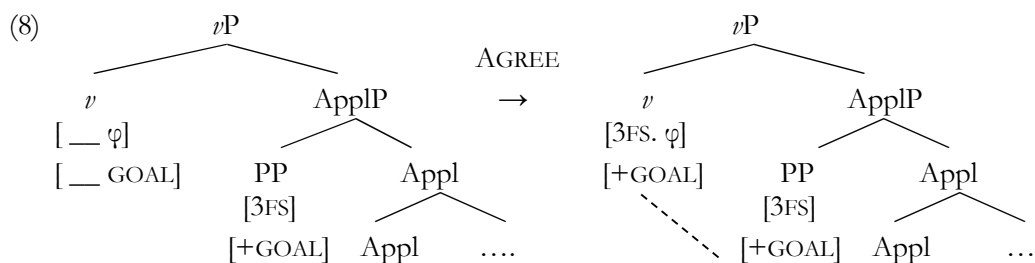 (8) vP vP
AGREE
v ApplP → v ApplP
[ __ φ] [3FS. φ]
[ __ GOAL] PP Appl [+GOAL] PP Appl
[3FS] [3FS]
[+GOAL] Appl …. [+GOAL] Appl …